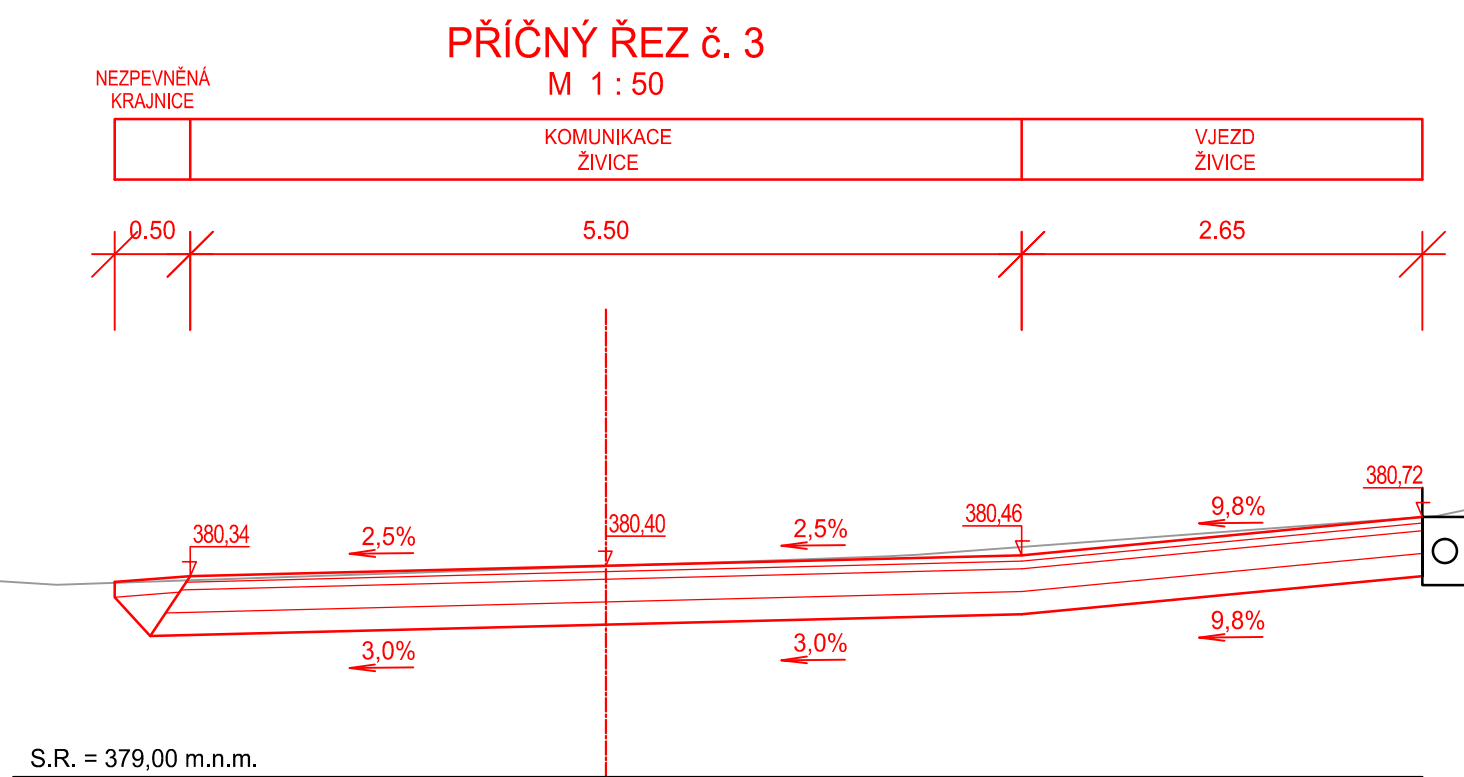 PŘÍČNÝ ŘEZ č. 3
M 1 : 50
NEZPEVNĚNÁ
KRAJNICE
KOMUNIKACE
ŽIVICE
VJEZD
ŽIVICE
0.50
5.50
2.65
380,34
2,5%
380,40
2,5%
380,46
9,8%
380,72
3,0%
3,0%
9,8%
S.R. = 379,00 m.n.m.